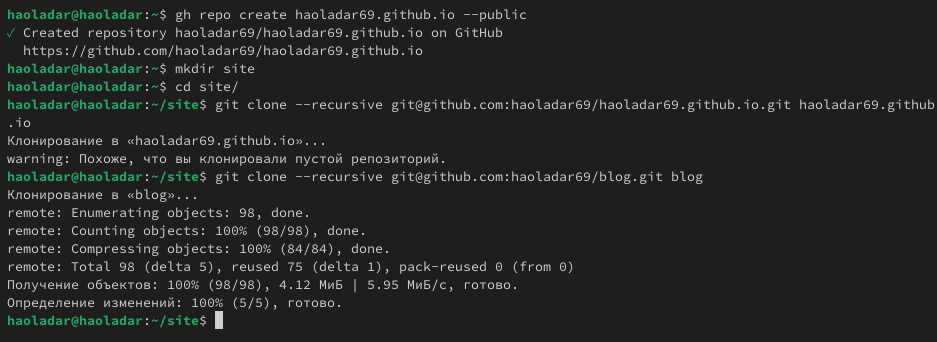 haoladar@haoladar:~$ gh repo create haoladar69.github.io --public
✓ Created repository haoladar69/haoladar69.github.io on GitHub
  https://github.com/haoladar69/haoladar69.github.io
haoladar@haoladar:~$ mkdir site
haoladar@haoladar:~$ cd site/
haoladar@haoladar:~/site$ git clone --recursive git@github.com:haoladar69/haoladar69.github.io.git haoladar69.github
.io
Клонирование в «haoladar69.github.io»...
warning: Похоже, что вы клонировали пустой репозиторий.
haoladar@haoladar:~/site$ git clone --recursive git@github.com:haoladar69/blog.git blog
Клонирование в «blog»...
remote: Enumerating objects: 98, done.
remote: Counting objects: 100% (98/98), done.
remote: Compressing objects: 100% (84/84), done.
remote: Total 98 (delta 5), reused 75 (delta 1), pack-reused 0 (from 0)
Получение объектов: 100% (98/98), 4.12 МиБ | 5.95 МиБ/с, готово.
Определение изменений: 100% (5/5), готово.
haoladar@haoladar:~/site$